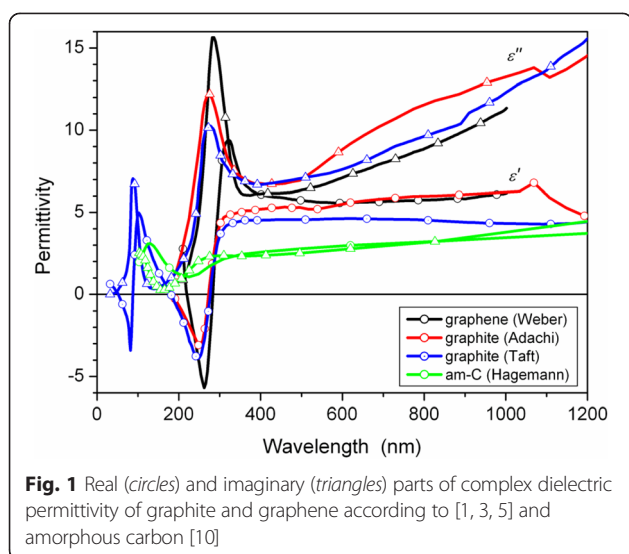 15
10
5
0
-5
Permittivity
ε"
ε'
graphene (Weber)
graphite (Adachi)
graphite (Taft)
am-C (Hagemann)
0 200 400 600 800 1000 1200
Wavelength (nm)
Fig. 1 Real (circles) and imaginary (triangles) parts of complex dielectric
permittivity of graphite and graphene according to [1, 3, 5] and
amorphous carbon [10]